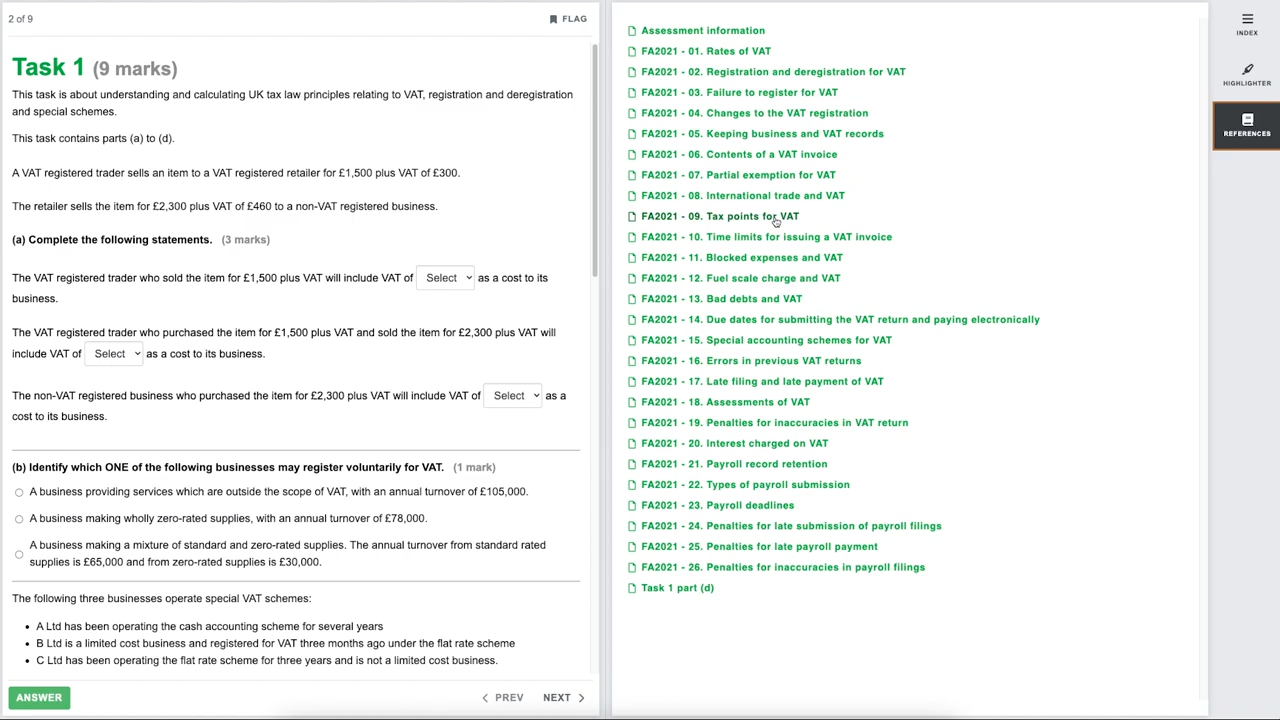 2 of 9
FLAG
Task 1 (9 marks)
This task is about understanding and calculating UK tax law principles relating to VAT, registration and deregistration
and special schemes.
This task contains parts (a) to (d).
A VAT registered trader sells an item to a VAT registered retailer for £1,500 plus VAT of £300.
The retailer sells the item for £2,300 plus VAT of £460 to a non-VAT registered business.
(a) Complete the following statements. (3 marks)
The VAT registered trader who sold the item for £1,500 plus VAT will include VAT of Select as a cost to its
business.
The VAT registered trader who purchased the item for £1,500 plus VAT and sold the item for £2,300 plus VAT will
include VAT of Select as a cost to its business.
The non-VAT registered business who purchased the item for £2,300 plus VAT will include VAT of Select as a
cost to its business.
(b) Identify which ONE of the following businesses may register voluntarily for VAT. (1 mark)
A business providing services which are outside the scope of VAT, with an annual turnover of £105,000.
A business making wholly zero-rated supplies, with an annual turnover of £78,000.
A business making a mixture of standard and zero-rated supplies. The annual turnover from standard rated
supplies is £65,000 and from zero-rated supplies is £30,000.
The following three businesses operate special VAT schemes:
• A Ltd has been operating the cash accounting scheme for several years
• B Ltd is a limited cost business and registered for VAT three months ago under the flat rate scheme
• C Ltd has been operating the flat rate scheme for three years and is not a limited cost business.
ANSWER
PREV
NEXT
Assessment information
FA2021 - 01. Rates of VAT
FA2021 - 02. Registration and deregistration for VAT
FA2021 - 03. Failure to register for VAT
FA2021 - 04. Changes to the VAT registration
FA2021 - 05. Keeping business and VAT records
FA2021 - 06. Contents of a VAT invoice
FA2021 - 07. Partial exemption for VAT
FA2021 - 08. International trade and VAT
FA2021 - 09. Tax points for VAT
FA2021 - 10. Time limits for issuing a VAT invoice
FA2021 - 11. Blocked expenses and VAT
FA2021 - 12. Fuel scale charge and VAT
FA2021 - 13. Bad debts and VAT
FA2021 - 14. Due dates for submitting the VAT return and paying electronically
FA2021 - 15. Special accounting schemes for VAT
FA2021 - 16. Errors in previous VAT returns
FA2021 - 17. Late filing and late payment of VAT
FA2021 - 18. Assessments of VAT
FA2021 - 19. Penalties for inaccuracies in VAT return
FA2021 - 20. Interest charged on VAT
FA2021 - 21. Payroll record retention
FA2021 - 22. Types of payroll submission
FA2021 - 23. Payroll deadlines
FA2021 - 24. Penalties for late submission of payroll filings
FA2021 - 25. Penalties for late payroll payment
FA2021 - 26. Penalties for inaccuracies in payroll filings
Task 1 part (d)
INDEX
HIGHLIGHTER
REFERENCES